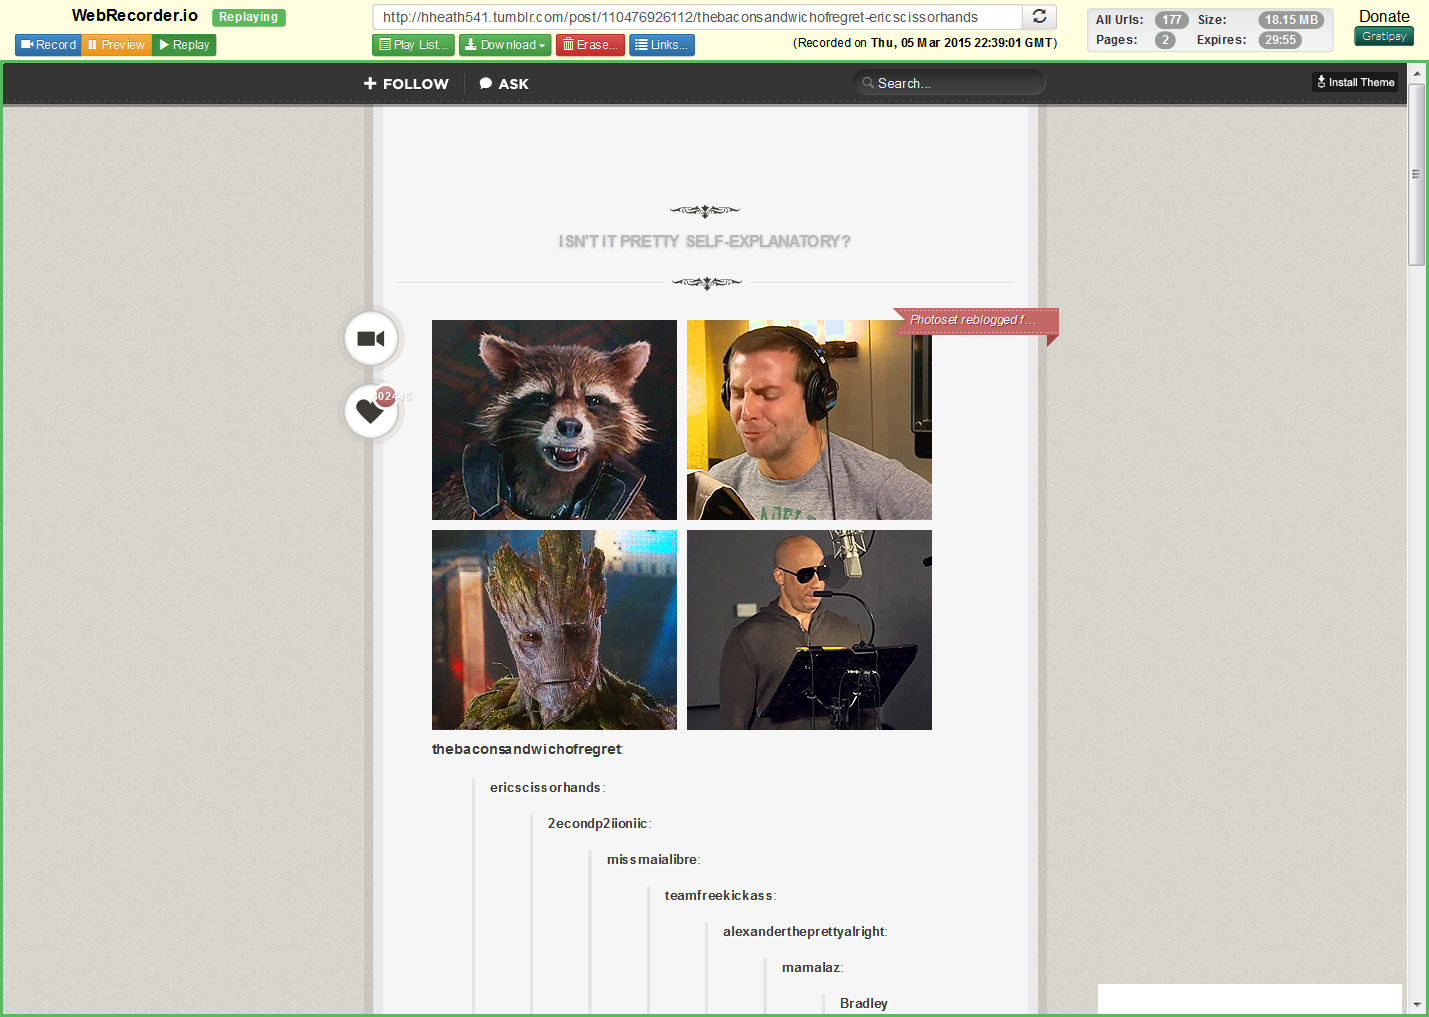 WebRecorder.io
Replaying
http://hheath541.tumblr.com/post/110476926112/thebaconsandwichofregret-ericscissorhands
Record
Preview
Replay
Play List...
Download
Erase...
Links...
(Recorded on Thu, 05 Mar 2015 22:39:01 GMT)
All Urls: 177 Size: 18.15 MB
Pages: 2 Expires: 29:55
Donate
Gratipay
FOLLOW
ASK
Search...
Install Theme
ISN'T IT PRETTY SELF-EXPLANATORY?
Photoset reblogged f...
thebaconsandwichofregret:
ericscissorhands:
2econdp2iioniic:
missmaialibre:
teamfreekickass:
alexandertheprettyalright:
mamalaz:
Bradley